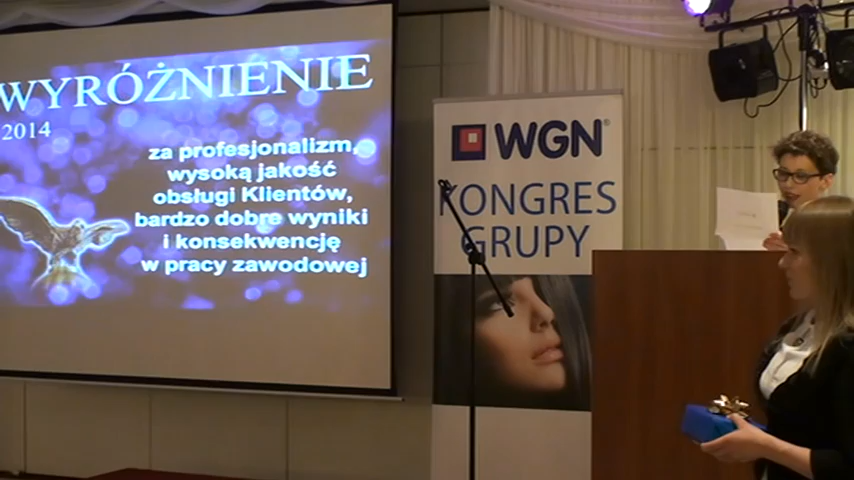 WYRÓŻNIENIE
2014
za profesjonalizm,
wysoką jakość
obsługi Klientów,
bardzo dobre wyniki
i konsekwencję
w pracy zawodowej
WGN®
KONGRES
GRUPY